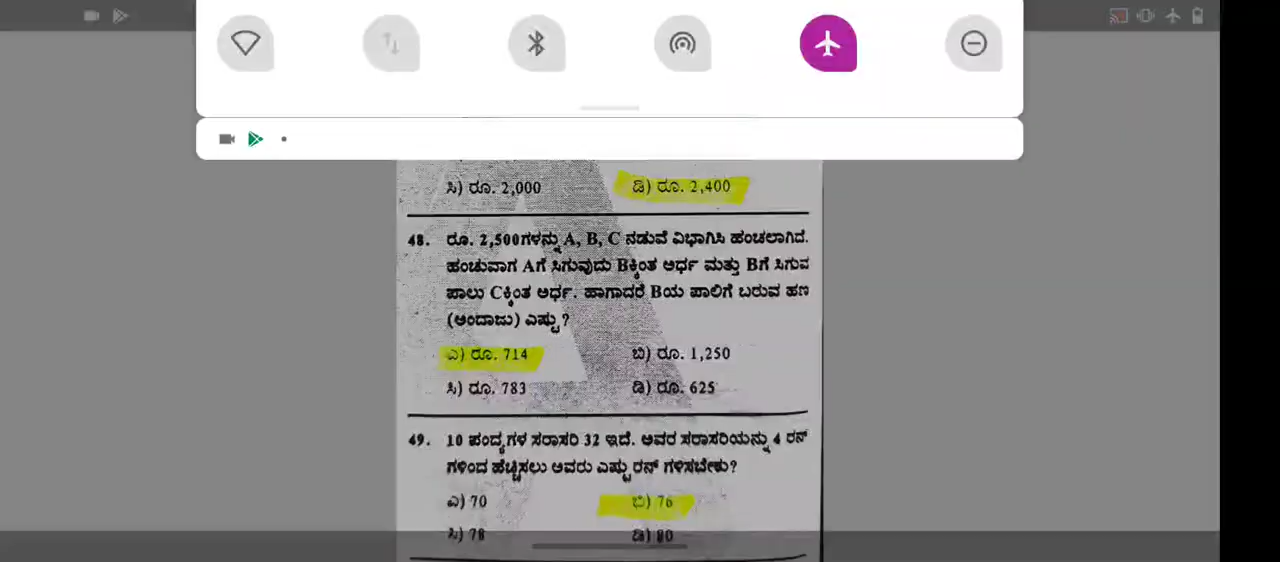 ಸಿ) ರೂ. 2,000 ಡಿ) ರೂ. 2,400
48. ರೂ. 2,500ಗಳನ್ನು A, B, C ನಡುವೆ ವಿಭಾಗಿಸಿ ಹಂಚಲಾಗಿದೆ.
ಹಂಚುವಾಗ Aಗೆ ಸಿಗುವುದು Bಕ್ಕಿಂತ ಅರ್ಧ ಮತ್ತು Bಗೆ ಸಿಗುವ
ಪಾಲು Cಕ್ಕಿಂತ ಅರ್ಧ. ಹಾಗಾದರೆ Bಯ ಪಾಲಿಗೆ ಬರುವ ಹಣ
(ಅಂದಾಜು) ಎಷ್ಟು?
ಎ) ರೂ. 714 ಬಿ) ರೂ. 1,250
ಸಿ) ರೂ. 783 ಡಿ) ರೂ. 625
49. 10 ಪಂದ್ಯಗಳ ಸರಾಸರಿ 32 ಇದೆ. ಅವರ ಸರಾಸರಿಯನ್ನು 4 ರನ್
ಗಳಿಂದ ಹೆಚ್ಚಿಸಲು ಅವರು ಎಷ್ಟು ರನ್ ಗಳಿಸಬೇಕು?
ಎ) 70 ಬಿ) 76
ಸಿ) 78 ಡಿ) 80